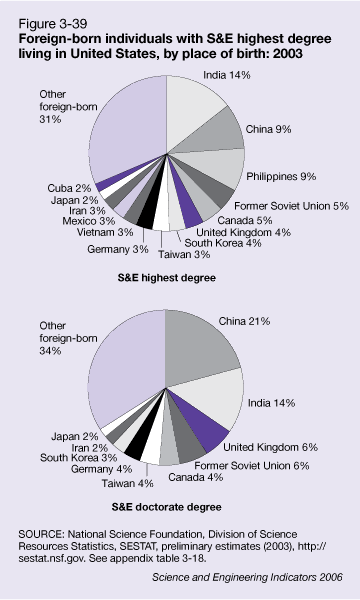 Figure 3-39
Foreign-born individuals with S&E highest degree
living in United States, by place of birth: 2003
India 14%
China 9%
Philippines 9%
Former Soviet Union 5%
Canada 5%
United Kingdom 4%
South Korea 4%
Taiwan 3%
Germany 3%
Vietnam 3%
Mexico 3%
Iran 3%
Japan 2%
Cuba 2%
Other
foreign-born
31%
S&E highest degree
China 21%
India 14%
United Kingdom 6%
Former Soviet Union 6%
Canada 4%
Taiwan 4%
Germany 4%
South Korea 3%
Iran 2%
Japan 2%
Other
foreign-born
34%
S&E doctorate degree
SOURCE: National Science Foundation, Division of Science
Resources Statistics, SESTAT, preliminary estimates (2003), http://
sestat.nsf.gov. See appendix table 3-18.
Science and Engineering Indicators 2006